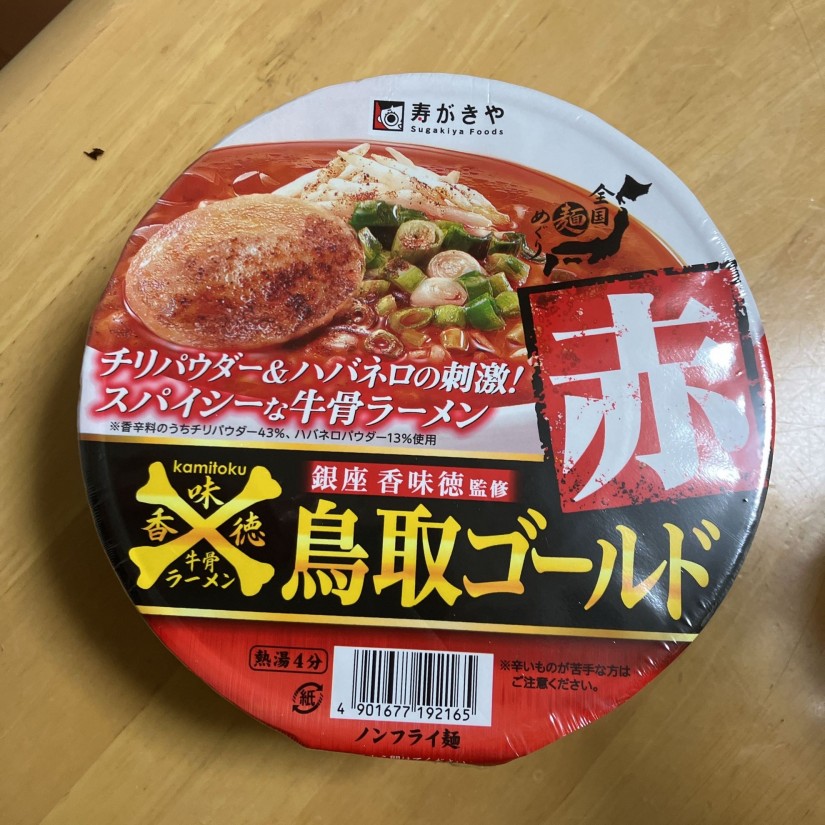 寿がきや
Sugakiya Foods
全国
麺
めぐり
赤
チリパウダー&ハバネロの刺激!
スパイシーな牛骨ラーメン
※香辛料のうちチリパウダー43%、ハバネロパウダー13%使用
kamitoku
香味徳
牛骨
ラーメン
銀座 香味徳監修
鳥取ゴールド
熱湯4分
紙
4 901677 192165
ノンフライ麺
※辛いものが苦手な方は
ご注意ください。